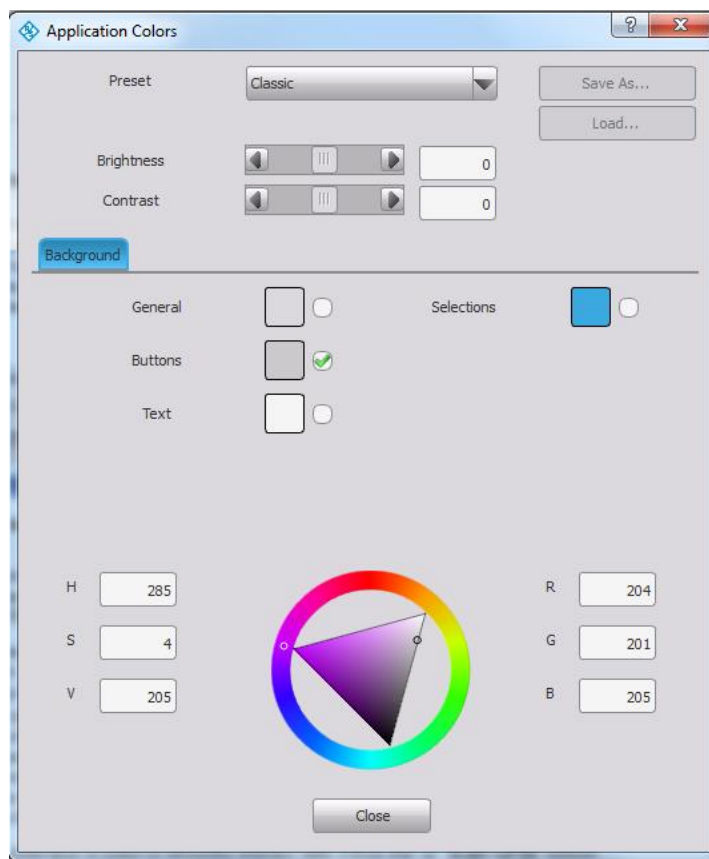 Application Colors
Preset
Classic
Save As...
Load...
Brightness
0
Contrast
0
Background
General
Selections
Buttons
Text
H
285
R
204
S
4
G
201
V
205
B
205
Close